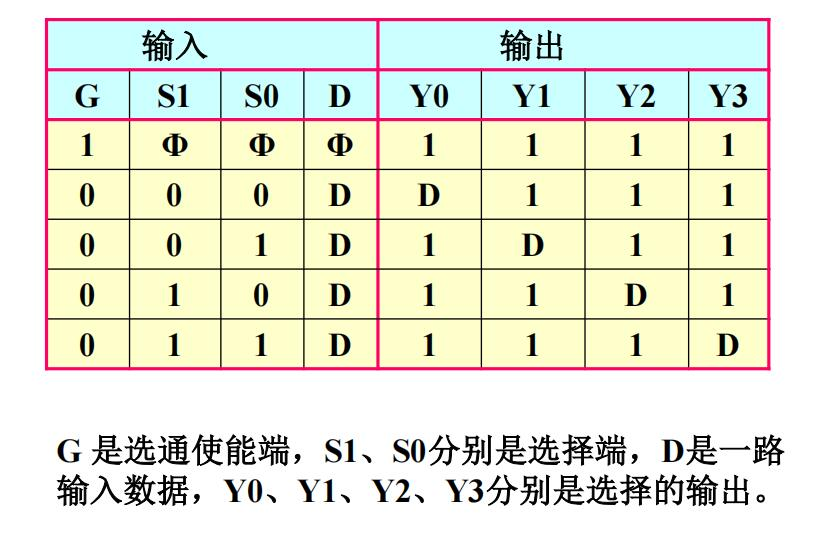 输入 输出
G S1 S0 D Y0 Y1 Y2 Y3
1 Φ Φ Φ 1 1 1 1
0 0 0 D D 1 1 1
0 0 1 D 1 D 1 1
0 1 0 D 1 1 D 1
0 1 1 D 1 1 1 D
G 是选通使能端，S1、S0分别是选择端，D是一路
输入数据，Y0、Y1、Y2、Y3分别是选择的输出。